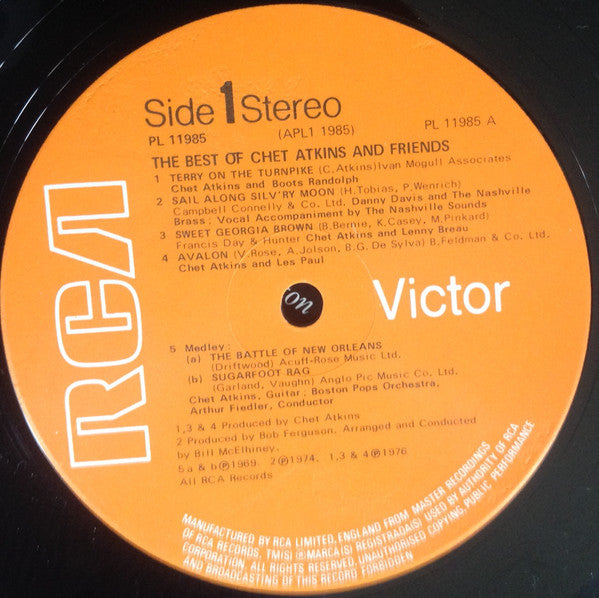 Side 1 Stereo
PL 11985
(APL1 1985)
PL 11985 A
THE BEST OF CHET ATKINS AND FRIENDS
1 TERRY ON THE TURNPIKE (C.Atkins)Ivan Mogull Associates
Chet Atkins and Boots Randolph
2 SAIL ALONG SILV'RY MOON (H.Tobias, P.Wenrich)
Campbell Connelly & Co. Ltd. Danny Davis and The Nashville
Brass; Vocal Accompaniment by The Nashville Sounds
3 SWEET GEORGIA BROWN (B.Bernie, K.Casey, M.Pinkard)
Francis Day & Hunter Chet Atkins and Lenny Breau
4 AVALON (V.Rose, A.Jolson, B.G. De Sylva) B.Feldman & Co. Ltd.
Chet Atkins and Les Paul
RCA
on
Victor
5 Medley:
(a) THE BATTLE OF NEW ORLEANS
(Driftwood) Acuff-Rose Music Ltd.
(b) SUGARFOOT RAG
(Garland, Vaughn) Anglo Pic Music Co. Ltd.
Chet Atkins, Guitar; Boston Pops Orchestra,
Arthur Fiedler, Conductor
1,3 & 4 Produced by Chet Atkins
2 Produced by Bob Ferguson. Arranged and Conducted
by Bill McElhiney.
5a & b Ⓟ1969. 2 Ⓟ1974. 1,3 & 4 Ⓟ1976
All RCA Records
MANUFACTURED BY RCA LIMITED, ENGLAND FROM MASTER RECORDINGS
OF RCA RECORDS. TM(S) ® MARCA(S) REGISTRADA(S) USED BY AUTHORITY OF RCA
CORPORATION. ALL RIGHTS RESERVED. UNAUTHORISED COPYING, PUBLIC PERFORMANCE
AND BROADCASTING OF THIS RECORD FORBIDDEN